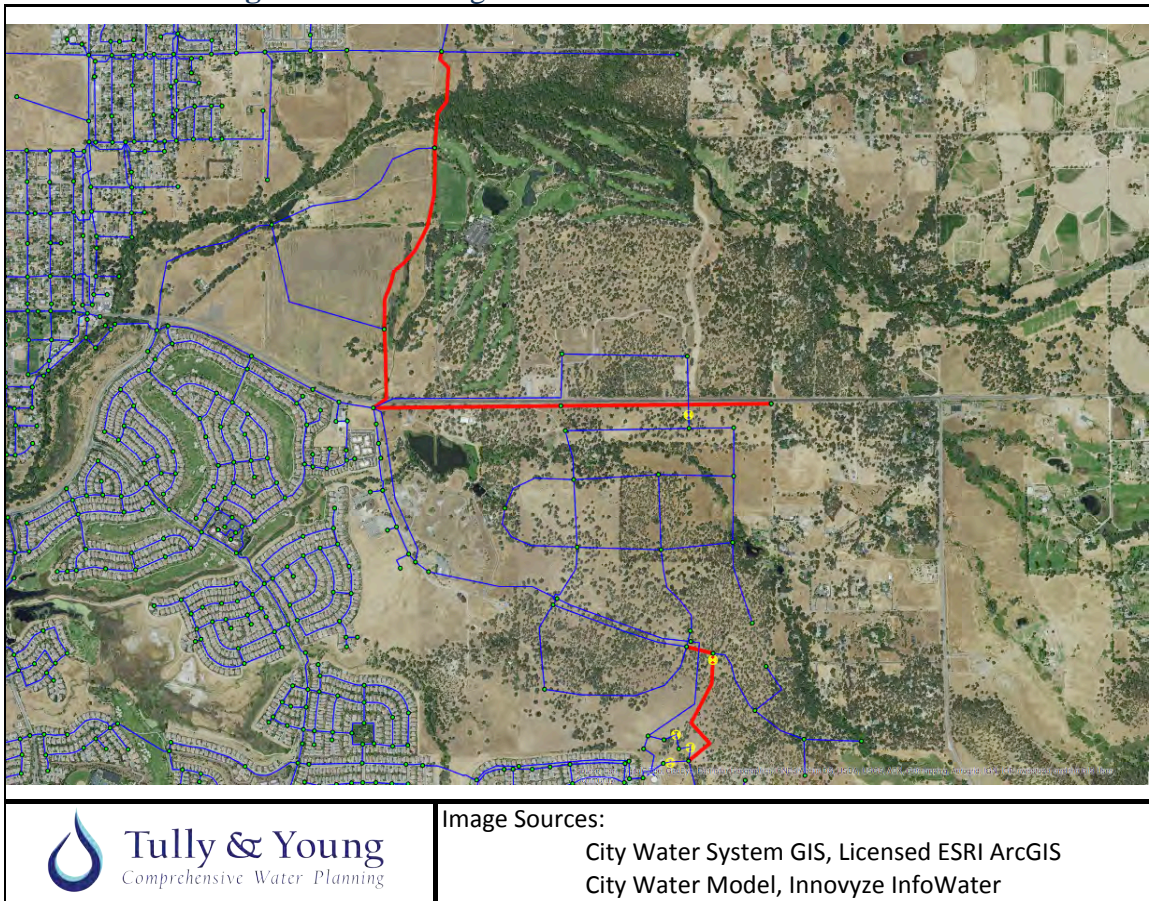 Tully & Young
Comprehensive Water Planning
Image Sources:
City Water System GIS, Licensed ESRI ArcGIS
City Water Model, Innovyze InfoWater